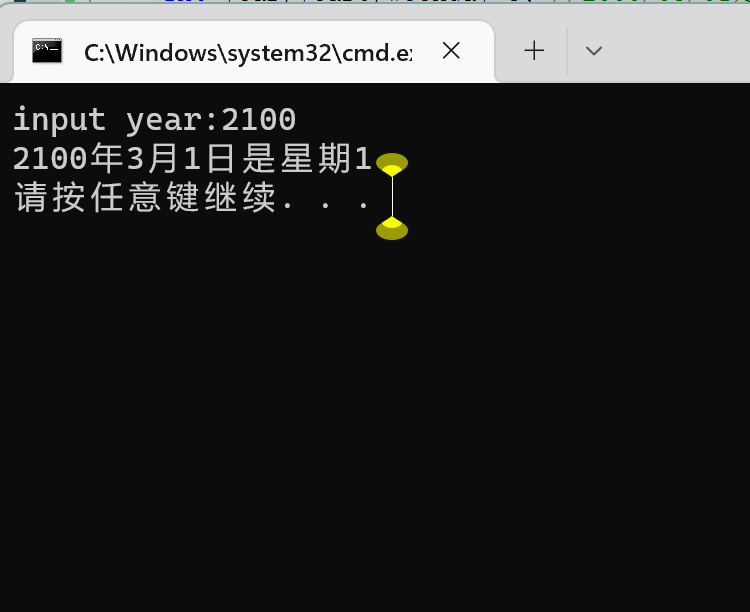 C:\Windows\system32\cmd.e
input year:2100
2100年3月1日是星期1
请按任意键继续. . .